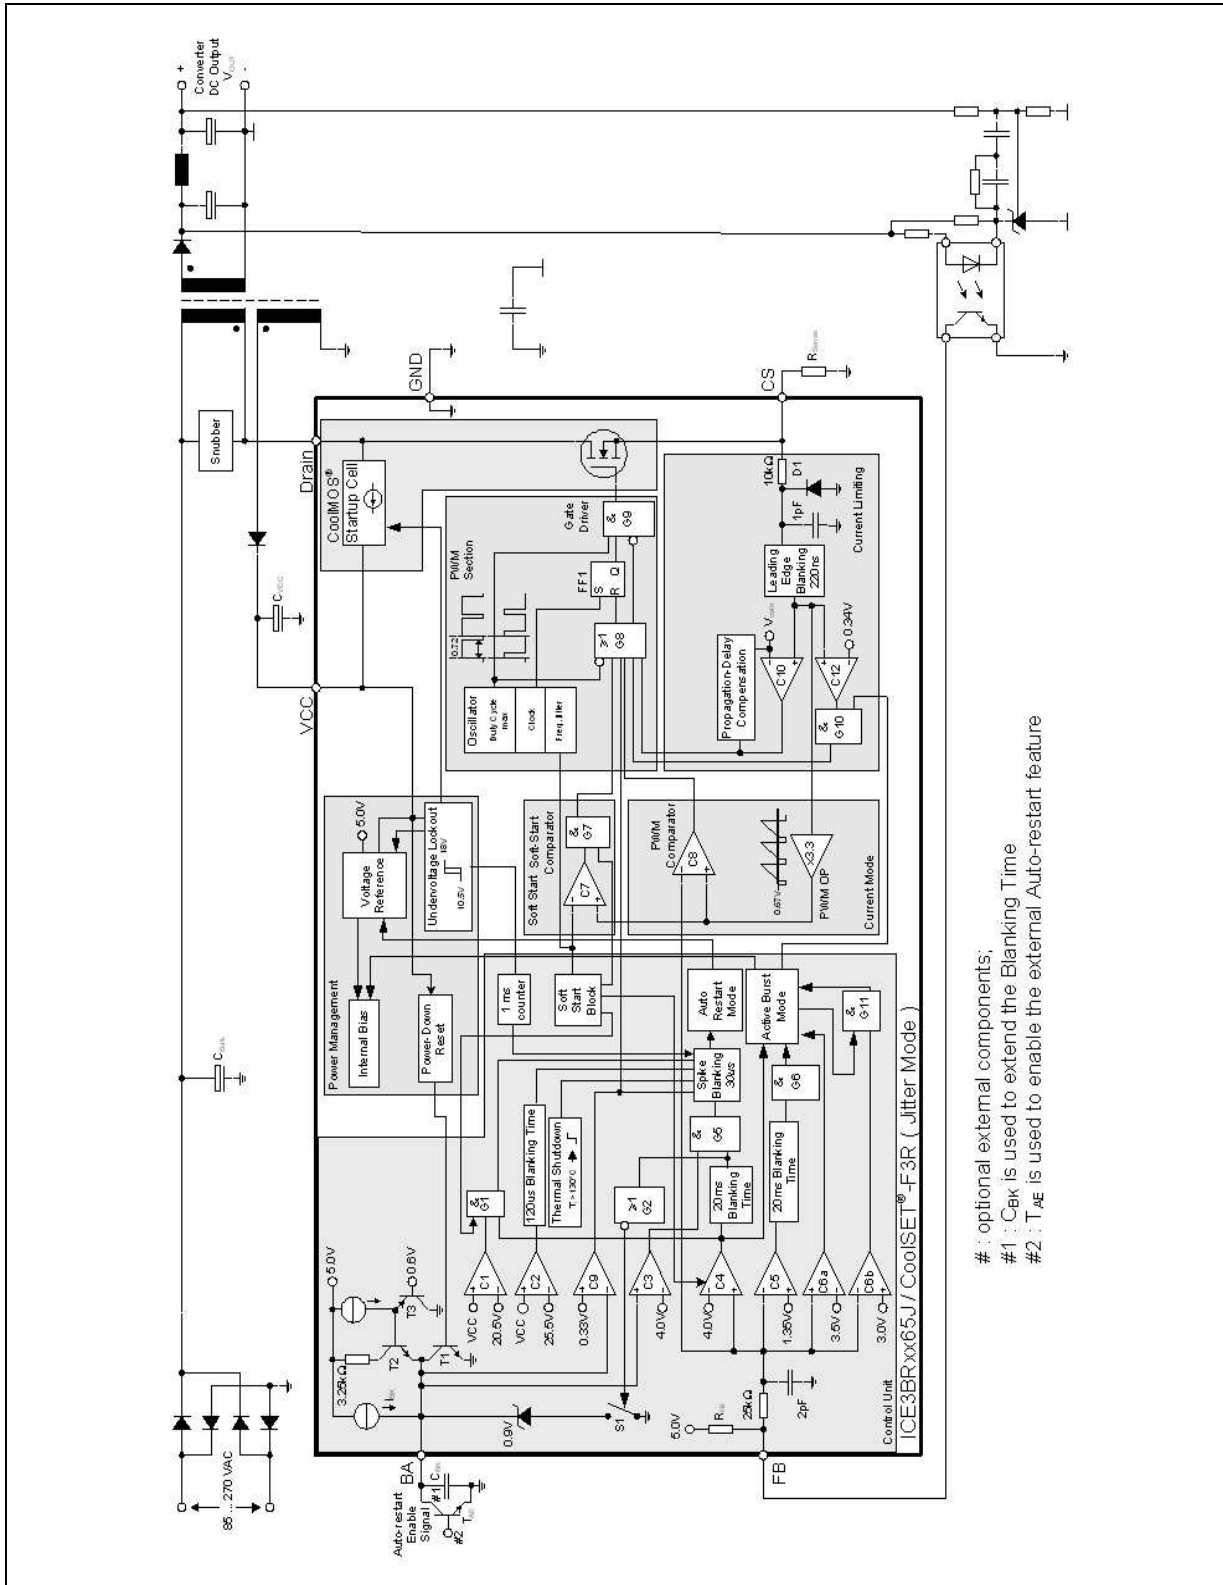 85 ... 270 VAC
C Bulk
Snubber
+
Converter
DC Output
V OUT
-
C VCC
VCC
Drain
GND
CS
R Sense
BA
FB
Auto-restart
Enable
Signal
#1
C BK
#2
T AE
Power Management
Internal Bias
Voltage
Reference
5.0V
Power-Down
Reset
Undervoltage Lockout
18V
10.5V
CoolMOS®
Startup Cell
5.0V
3.25kΩ
I BK
T2
T3
0.6V
T1
0.9V
S1
VCC
20.5V
C1
&
G1
VCC
25.5V
C2
120us Blanking Time
Thermal Shutdown
Tj >130°C
0.33V
C9
4.0V
C3
≥1
G2
4.0V
C4
20ms
Blanking
Time
&
G5
1.35V
C5
20ms Blanking
Time
&
G6
3.5V
C6a
3.0V
C6b
&
G11
1 ms
counter
Soft
Start
Block
Spike
Blanking
30us
Auto
Restart
Mode
Active Burst
Mode
5.0V
25kΩ
2pF
Control Unit
Soft Start
Soft-Start
Comparator
C7
&
G7
PWM
Comparator
C8
0.67V
x3.3
PWM OP
Current Mode
PWM
Section
0.72
Oscillator
Duty Cycle
max
Clock
Freq. jitter
≥1
G8
FF1
S
R
Q
&
G9
Gate
Driver
Propagation-Delay
Compensation
V csth
C10
C12
0.34V
&
G10
Leading
Edge
Blanking
220ns
10kΩ
1pF
D1
Current Limiting
ICE3BRxx65J / CoolSET®-F3R ( Jitter Mode )
# : optional external components;
#1 : CBK is used to extend the Blanking Time
#2 : TAE is used to enable the external Auto-restart feature